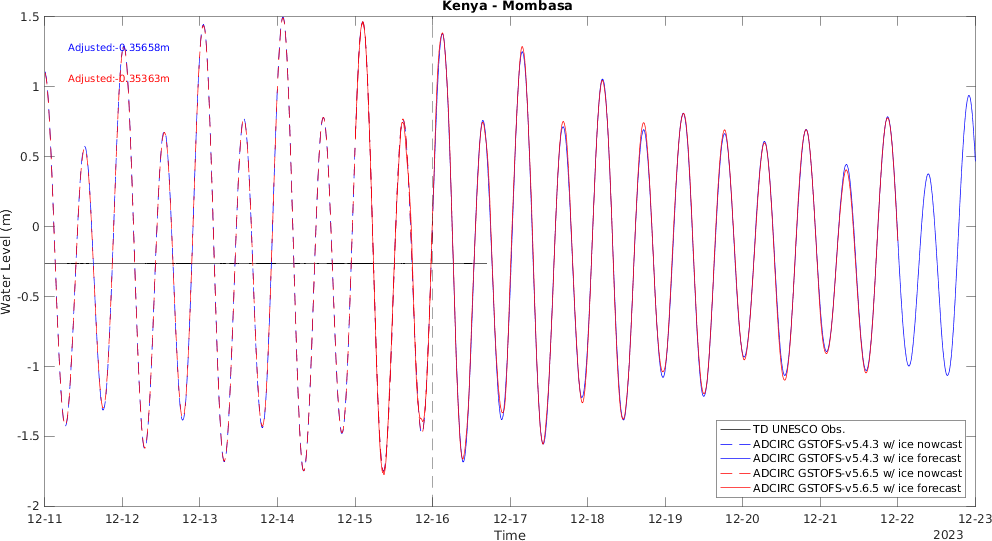 Kenya - Mombasa
Water Level (m)
1.5
1
0.5
0
-0.5
-1
-1.5
-2
Adjusted:-0.35658m
Adjusted:-0.35363m
TD UNESCO Obs.
ADCIRC GSTOFS-v5.4.3 w/ ice nowcast
ADCIRC GSTOFS-v5.4.3 w/ ice forecast
ADCIRC GSTOFS-v5.6.5 w/ ice nowcast
ADCIRC GSTOFS-v5.6.5 w/ ice forecast
12-11 12-12 12-13 12-14 12-15 12-16 12-17 12-18 12-19 12-20 12-21 12-22 12-23
Time
2023